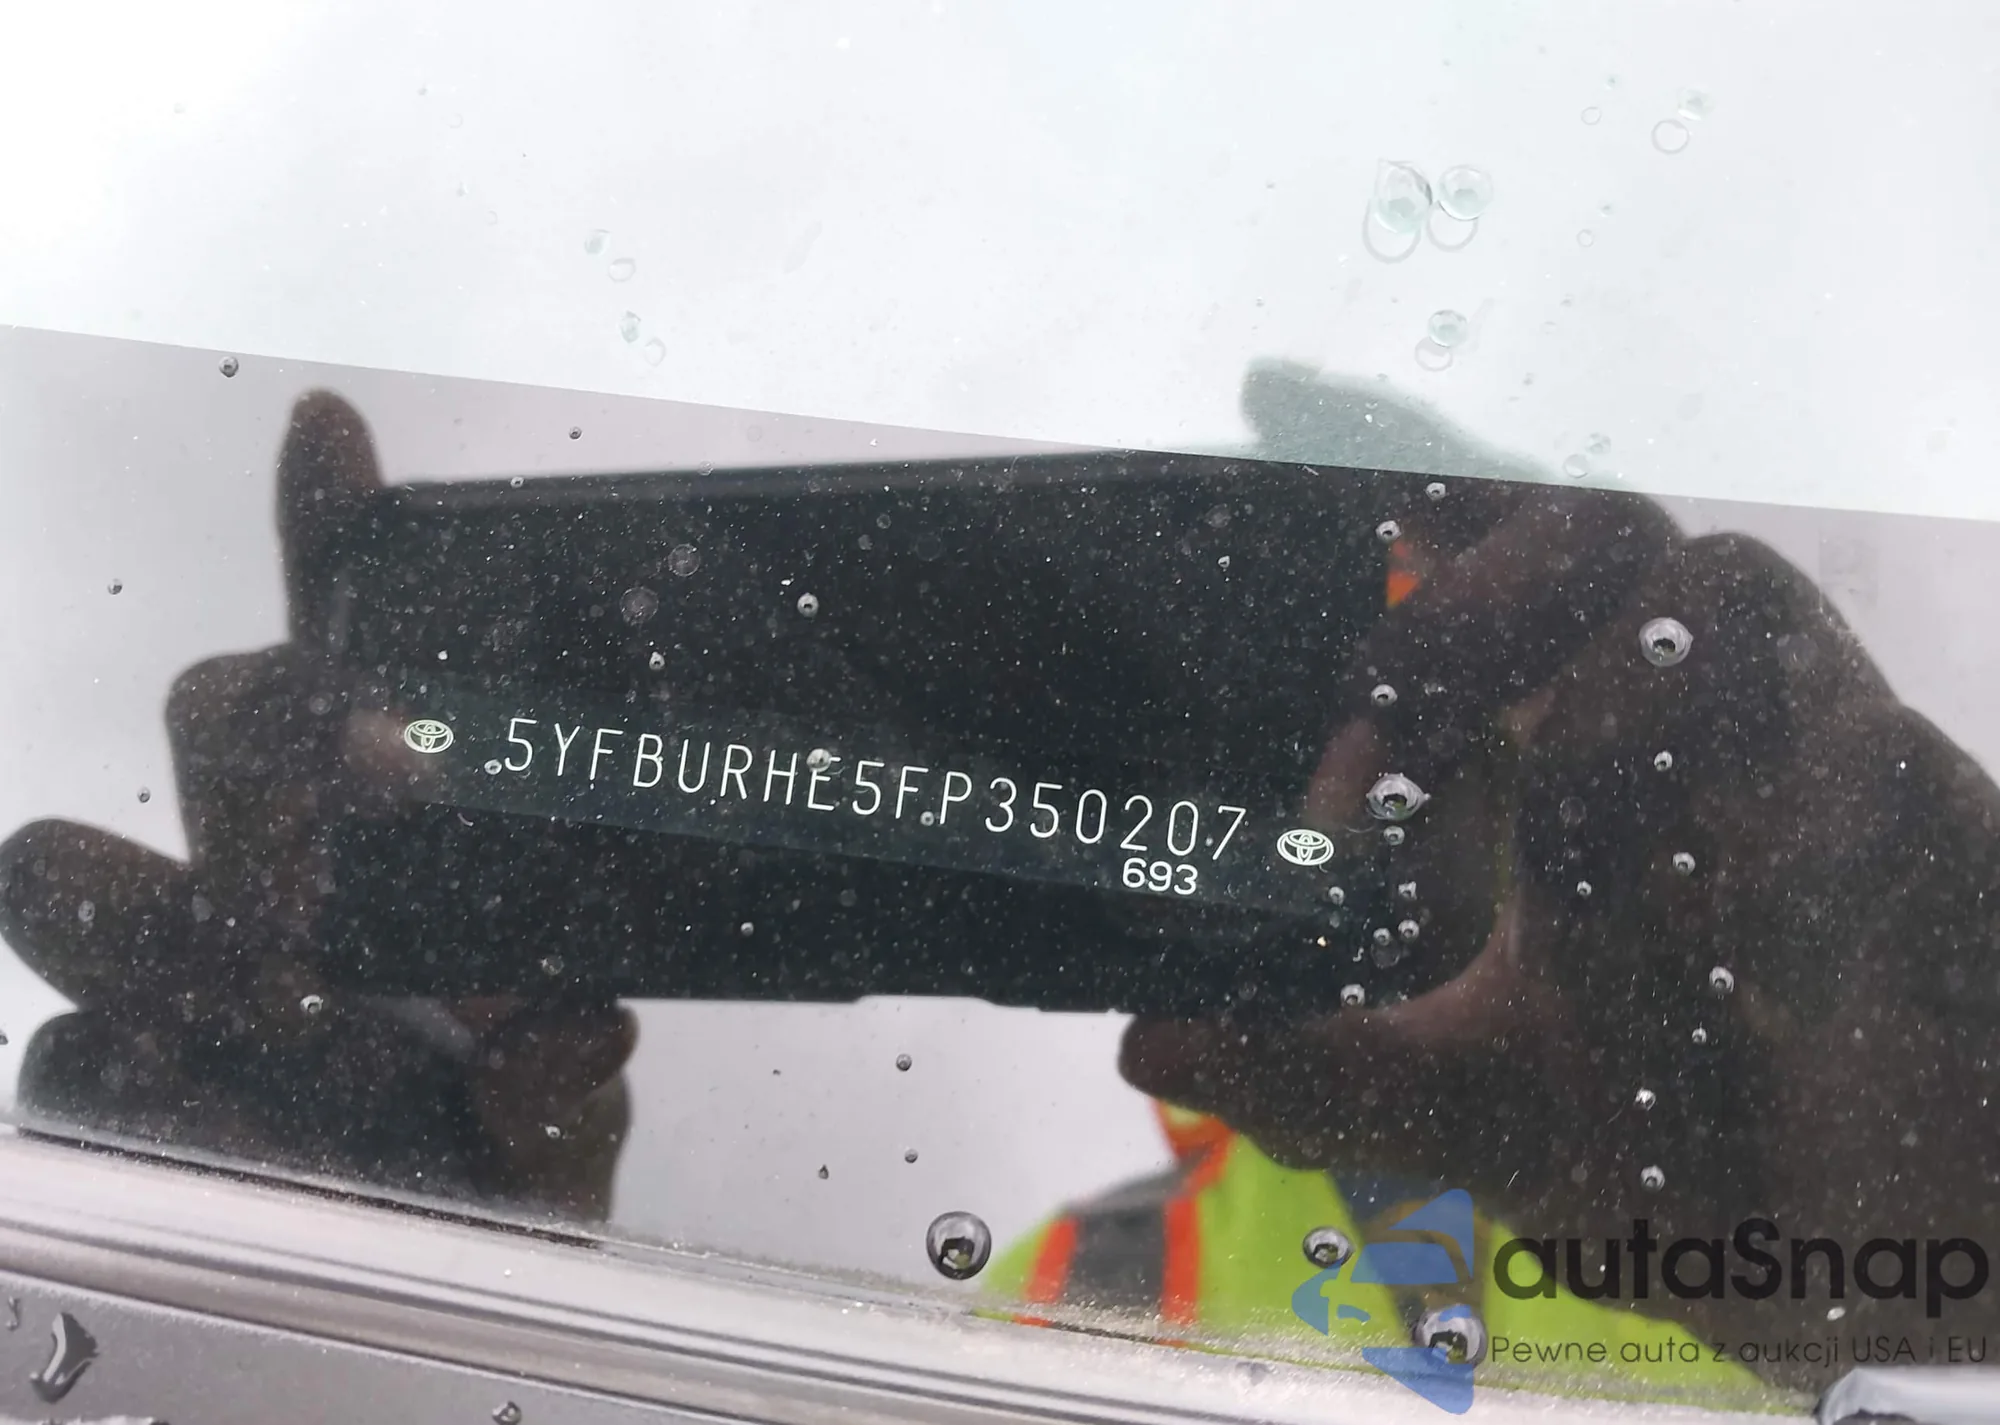 5YFBURHE5FP350207
693
autaSnap
Pewne auta z aukcji USA i EU